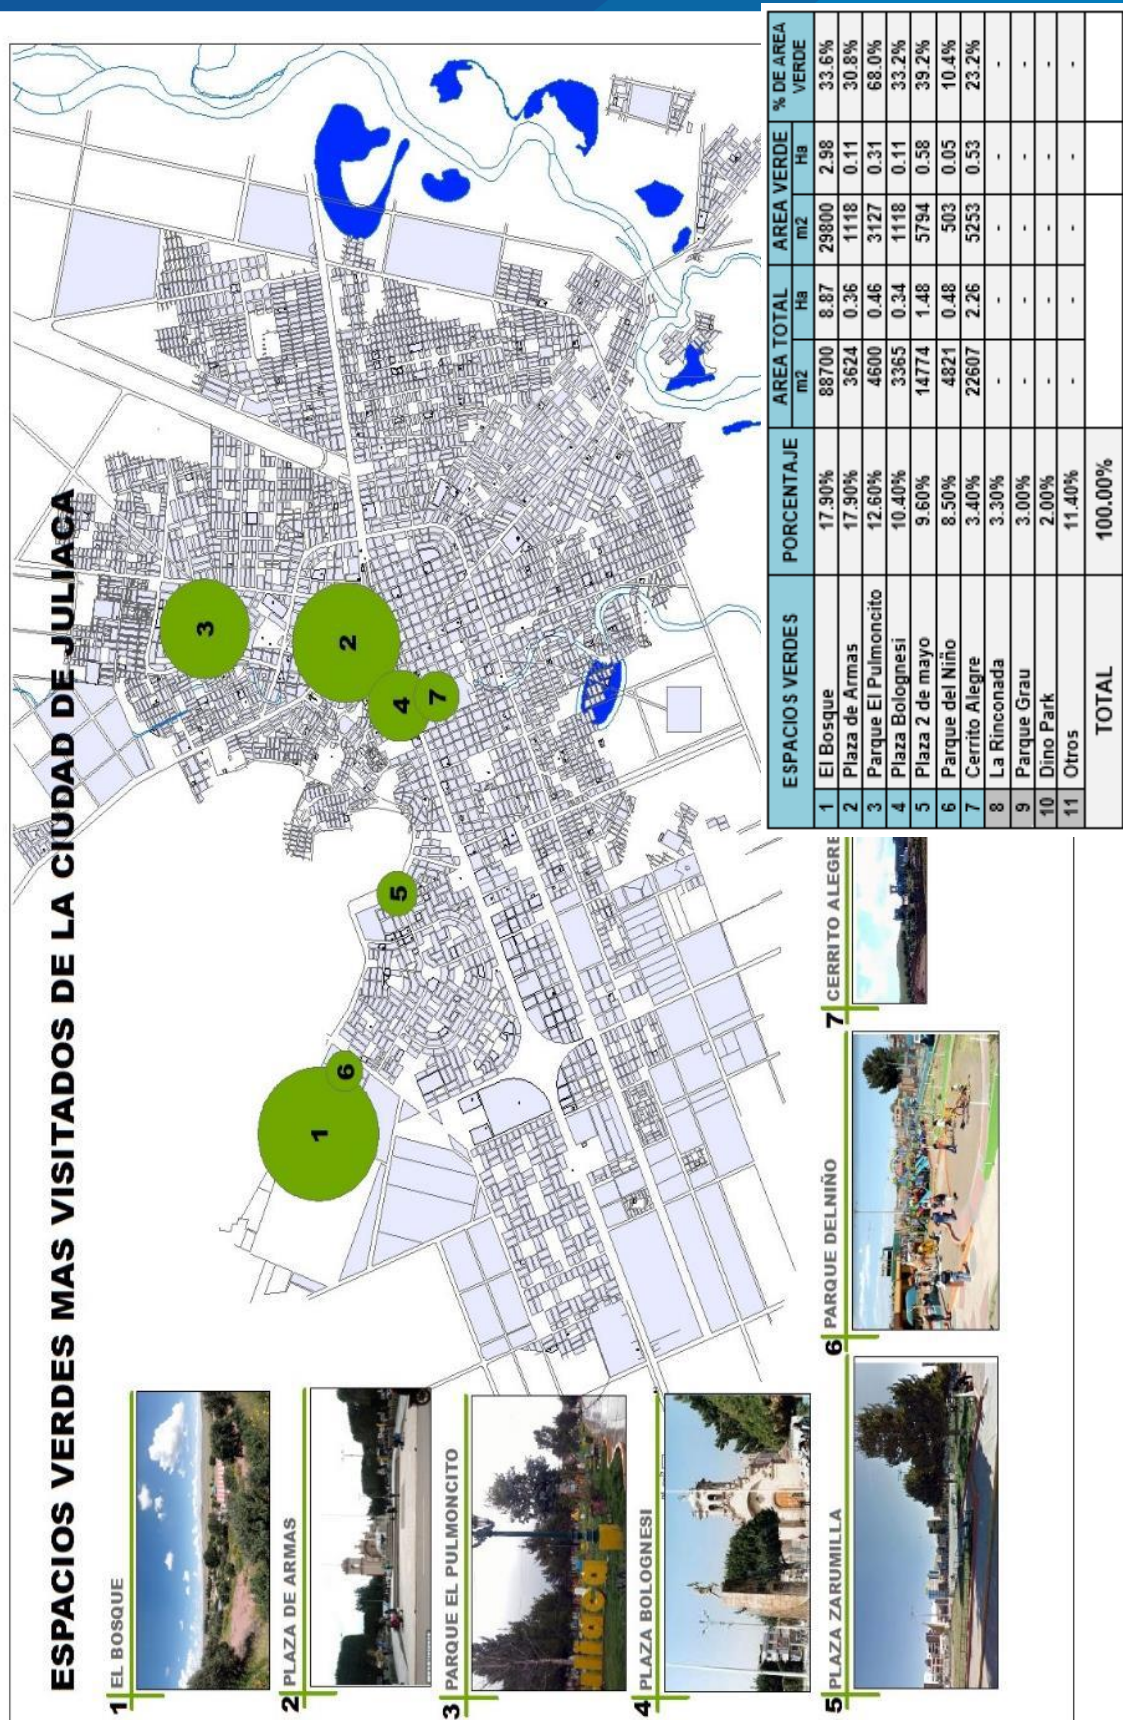 ESPACIOS VERDES MAS VISITADOS DE LA CIUDAD DE JULIACA
1 EL BOSQUE
2 PLAZA DE ARMAS
3 PARQUE EL PULMONCITO
4 PLAZA BOLOGNESI
5 PLAZA ZARUMILLA
6 PARQUE DELNIÑO
7 CERRITO ALEGRE
1
6
5
4
7
2
3
ESPACIOS VERDES PORCENTAJE AREA TOTAL AREA VERDE % DE AREA VERDE
m2 Ha m2 Ha
1 El Bosque 17.90% 88700 8.87 29800 2.98 33.6%
2 Plaza de Armas 17.90% 3624 0.36 1118 0.11 30.8%
3 Parque El Pulmoncito 12.60% 4600 0.46 3127 0.31 68.0%
4 Plaza Bolognesi 10.40% 3365 0.34 1118 0.11 33.2%
5 Plaza 2 de mayo 9.60% 14774 1.48 5794 0.58 39.2%
6 Parque del Niño 8.50% 4821 0.48 503 0.05 10.4%
7 Cerrito Alegre 3.40% 22607 2.26 5253 0.53 23.2%
8 La Rinconada 3.30% - - - - -
9 Parque Grau 3.00% - - - - -
10 Dino Park 2.00% - - - - -
11 Otros 11.40% - - - - -
TOTAL 100.00%